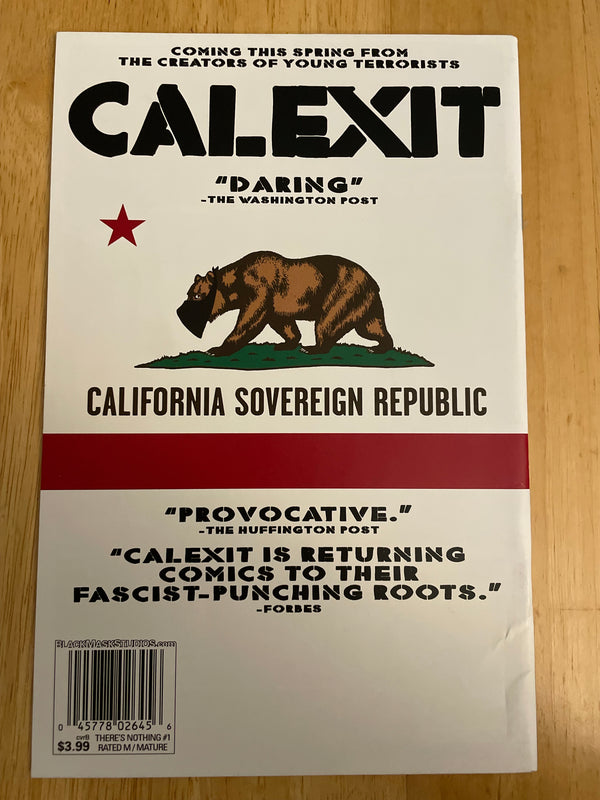 COMING THIS SPRING FROM
THE CREATORS OF YOUNG TERRORISTS
CALEXIT
"DARING"
-THE WASHINGTON POST
CALIFORNIA SOVEREIGN REPUBLIC
"PROVOCATIVE."
-THE HUFFINGTON POST
"CALEXIT IS RETURNING
COMICS TO THEIR
FASCIST-PUNCHING ROOTS."
-FORBES
BLACKMASKSTUDIOS.com
0 45778 02645 6
cvrB THERE'S NOTHING #1
$3.99 RATED M / MATURE